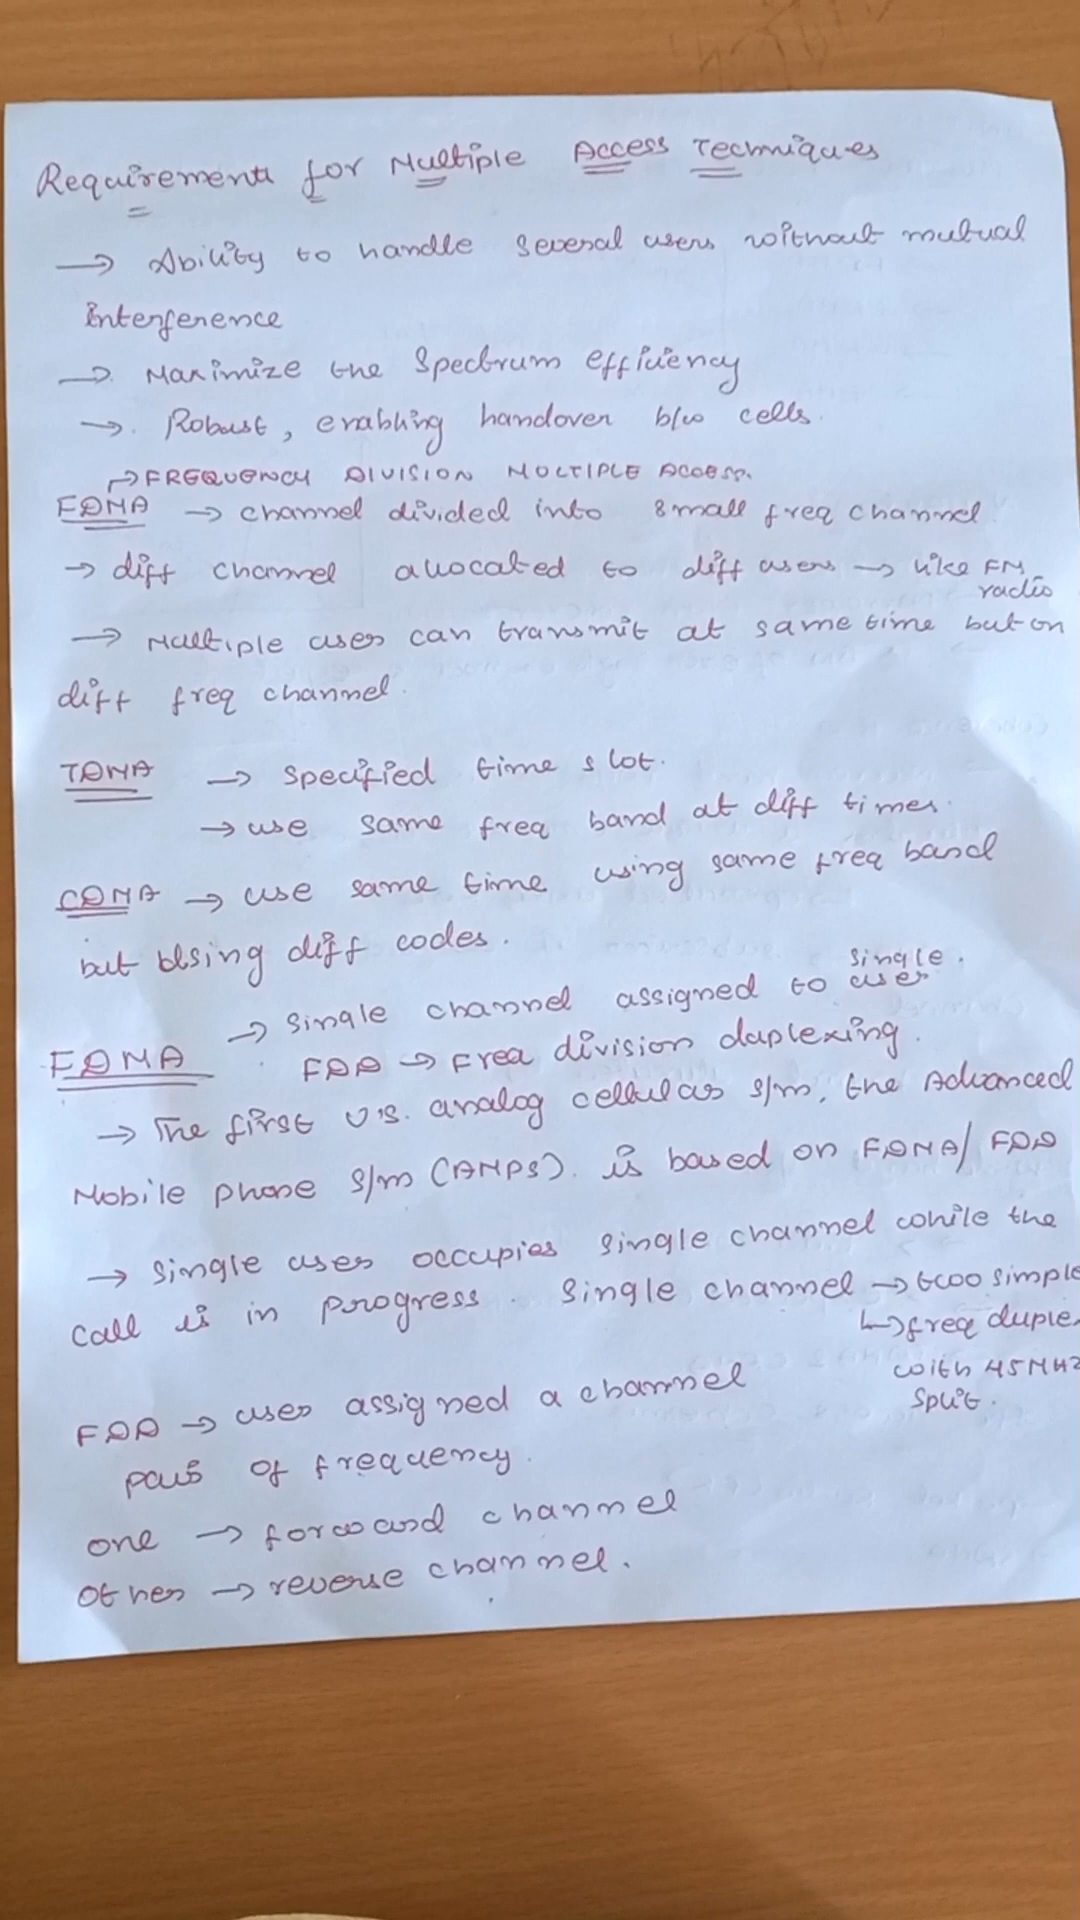 Requirement for Multiple Access Techniques
→ Ability to handle several users without mutual
interference
→ Maximize the Spectrum efficiency
→ Robust, enabling handover b/w cells.
→ FREQUENCY DIVISION MULTIPLE ACCESS.
FDMA → channel divided into small freq channel
→ diff channel allocated to diff users → like FM
radio
→ Multiple user can transmit at same time but on
diff freq channel.
TDMA → specified time slot.
→ use same freq band at diff times.
CDMA → use same time using same freq band
but using diff codes.
single.
→ single channel assigned to user
FDMA FDD → Freq division duplexing.
→ The first U.S. analog cellular s/m, the Advanced
Mobile phone s/m (AMPS). is based on FDMA/FDD
→ single user occupies single channel while the
call is in progress. single channel → two simple
↳ freq duple
with 45MHz
split.
FDD → user assigned a channel
pair of frequency.
one → forward channel
other → reverse channel.